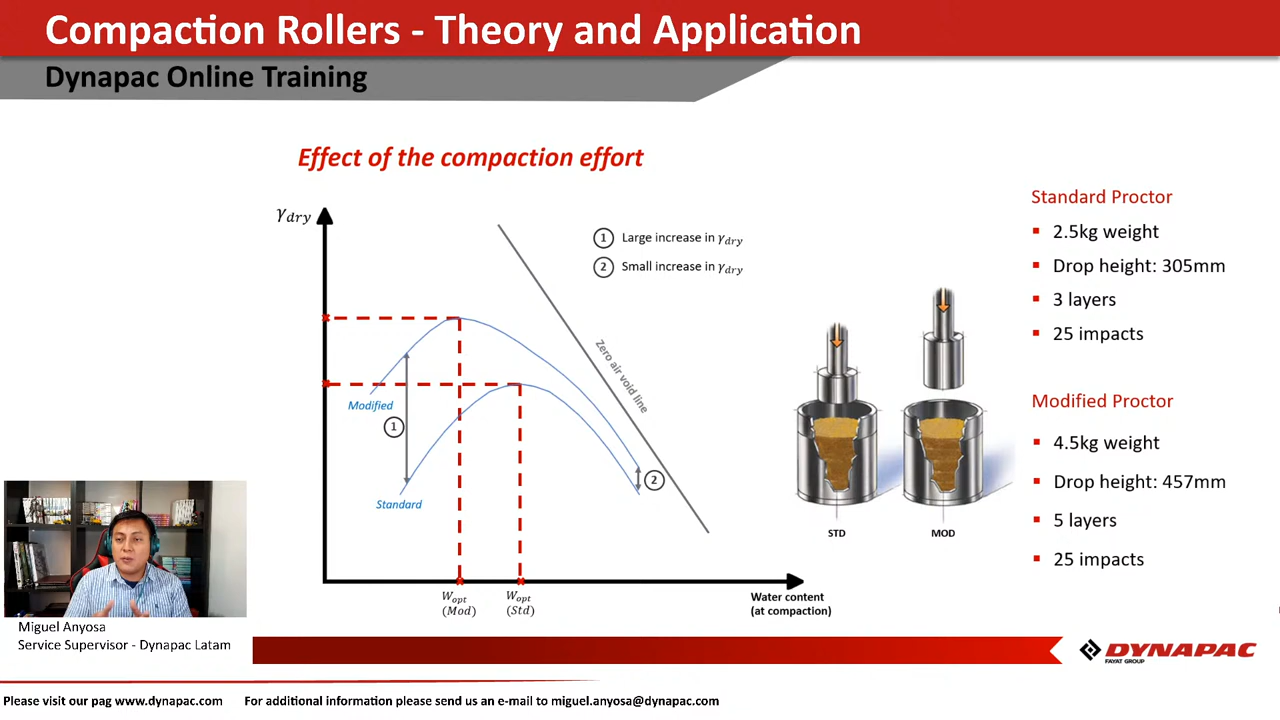 Compaction Rollers - Theory and Application
Dynapac Online Training
Effect of the compaction effort
γdry
1 Large increase in γdry
2 Small increase in γdry
Zero air void line
Modified
1
Standard
2
Wopt
(Mod)
Wopt
(Std)
Water content
(at compaction)
STD
MOD
Standard Proctor
2.5kg weight
Drop height: 305mm
3 layers
25 impacts
Modified Proctor
4.5kg weight
Drop height: 457mm
5 layers
25 impacts
Miguel Anyosa
Service Supervisor - Dynapac Latam
DYNAPAC
FAYAT GROUP
Please visit our pag www.dynapac.com For additional information please send us an e-mail to miguel.anyosa@dynapac.com